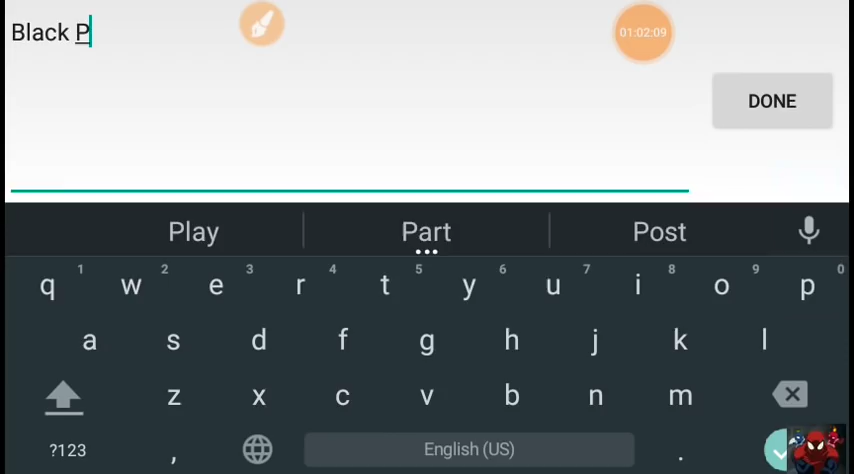 Black P
01:02:09
DONE
Play Part Post
q 1 w 2 e 3 r 4 t 5 y 6 u 7 i 8 o 9 p 0
a s d f g h j k l
z x c v b n m
?123 , English (US) .